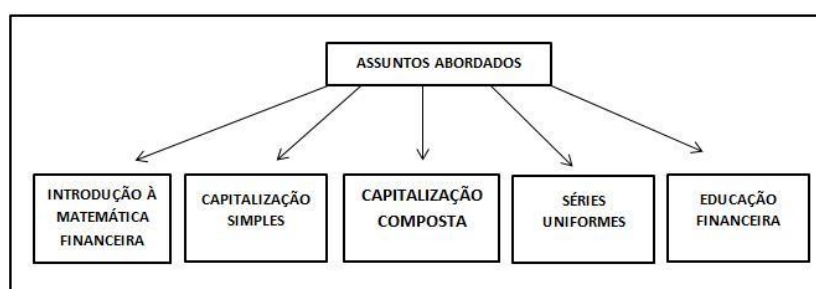 ASSUNTOS ABORDADOS
INTRODUÇÃO À
MATEMÁTICA
FINANCEIRA
CAPITALIZAÇÃO
SIMPLES
CAPITALIZAÇÃO
COMPOSTA
SÉRIES
UNIFORMES
EDUCAÇÃO
FINANCEIRA